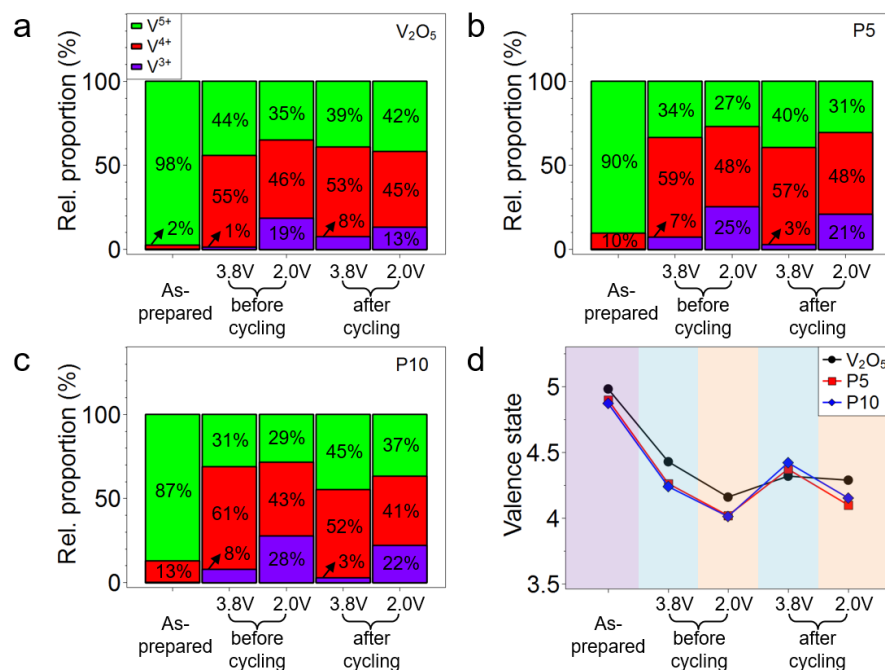 a
V⁵⁺
V⁴⁺
V³⁺
V₂O₅
Rel. proportion (%)
100
50
0
98%
2%
44%
55%
1%
35%
46%
19%
39%
53%
8%
42%
45%
13%
As-
prepared
3.8V 2.0V
before
cycling
3.8V 2.0V
after
cycling
b
P5
Rel. proportion (%)
100
50
0
90%
10%
34%
59%
7%
27%
48%
25%
40%
57%
3%
31%
48%
21%
As-
prepared
3.8V 2.0V
before
cycling
3.8V 2.0V
after
cycling
c
P10
Rel. proportion (%)
100
50
0
87%
13%
31%
61%
8%
29%
43%
28%
45%
52%
3%
37%
41%
22%
As-
prepared
3.8V 2.0V
before
cycling
3.8V 2.0V
after
cycling
d
V₂O₅
P5
P10
Valence state
5
4.5
4
3.5
As-
prepared
3.8V 2.0V
before
cycling
3.8V 2.0V
after
cycling